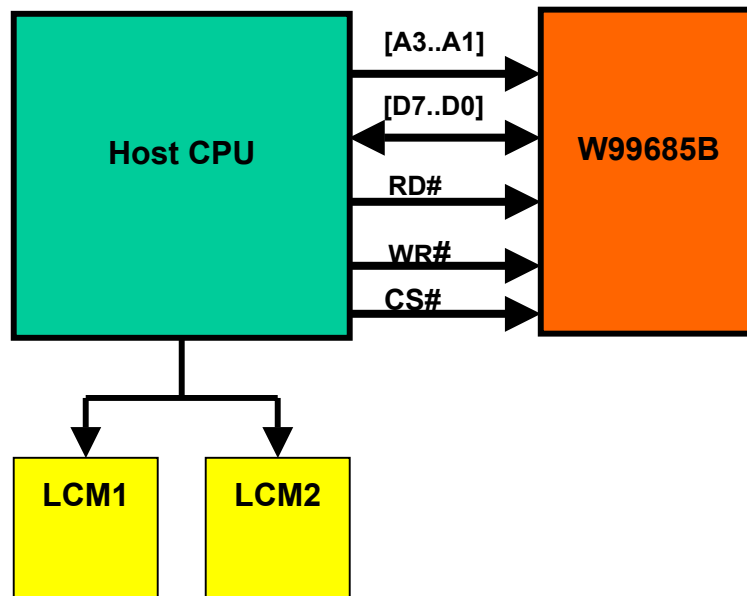 [A3..A1]
[D7..D0]
Host CPU
W99685B
RD#
WR#
CS#
LCM1
LCM2